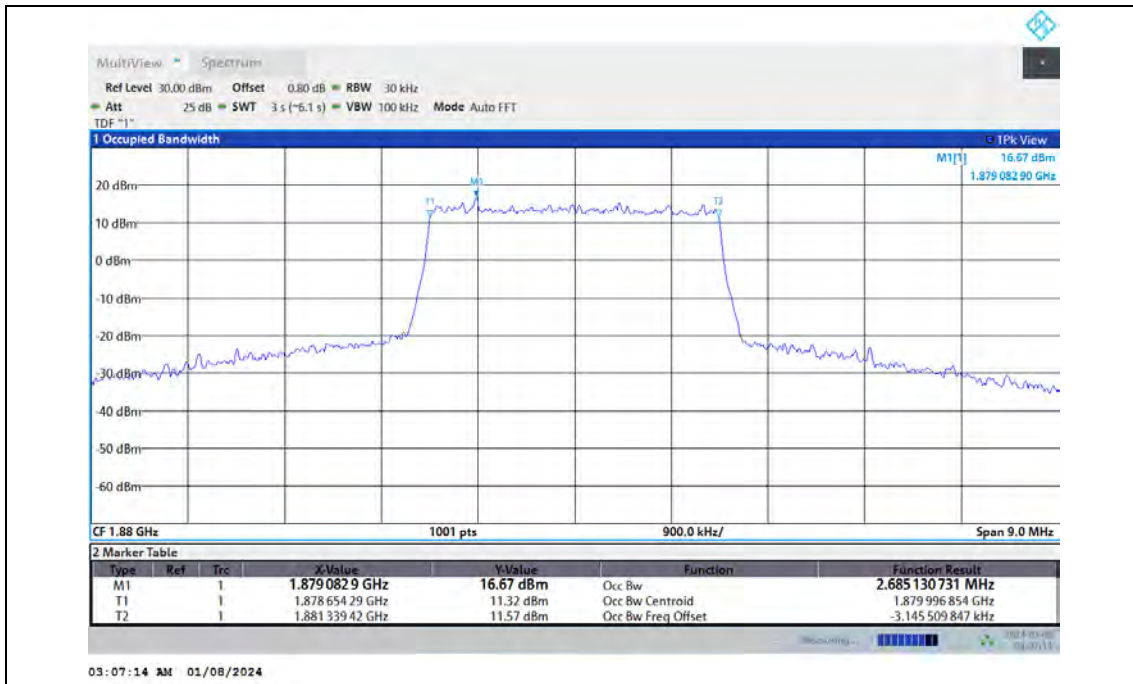 MultiView Spectrum
Ref Level 30.00 dBm Offset 0.80 dB RBW 30 kHz
Att 25 dB SWT 3 s (~6.1 s) VBW 100 kHz Mode Auto FFT
TDF "1"
1 Occupied Bandwidth 1Pk View
M1[1] 16.67 dBm
1.879 082 90 GHz
M1
20 dBm
T1 T2
10 dBm
0 dBm
-10 dBm
-20 dBm
-30 dBm
-40 dBm
-50 dBm
-60 dBm
CF 1.88 GHz 1001 pts 900.0 kHz/ Span 9.0 MHz
2 Marker Table
Type Ref Trc X-Value Y-Value Function Function Result
M1 1 1.879 082 9 GHz 16.67 dBm Occ Bw 2.685 130 731 MHz
T1 1 1.878 654 29 GHz 11.32 dBm Occ Bw Centroid 1.879 996 854 GHz
T2 1 1.881 339 42 GHz 11.57 dBm Occ Bw Freq Offset -3.145 509 847 kHz
Measuring...
03:07:14 AM 01/08/2024